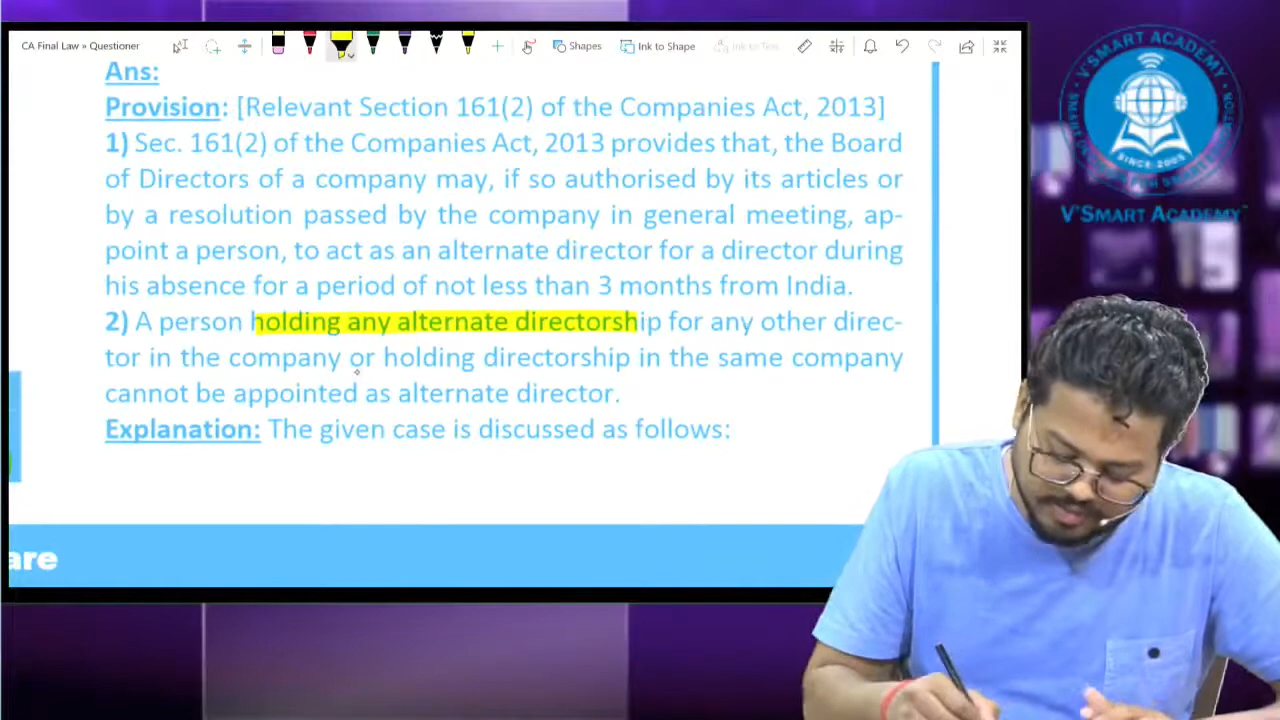 CA Final Law » Questioner
Shapes
Ink to Shape
Ink to Text
Ans:
Provision: [Relevant Section 161(2) of the Companies Act, 2013]
1) Sec. 161(2) of the Companies Act, 2013 provides that, the Board
of Directors of a company may, if so authorised by its articles or
by a resolution passed by the company in general meeting, ap-
point a person, to act as an alternate director for a director during
his absence for a period of not less than 3 months from India.
2) A person holding any alternate directorship for any other direc-
tor in the company or holding directorship in the same company
cannot be appointed as alternate director.
Explanation: The given case is discussed as follows:
are
V'SMART ACADEMY
SINCE 2005
V'SMART ACADEMY